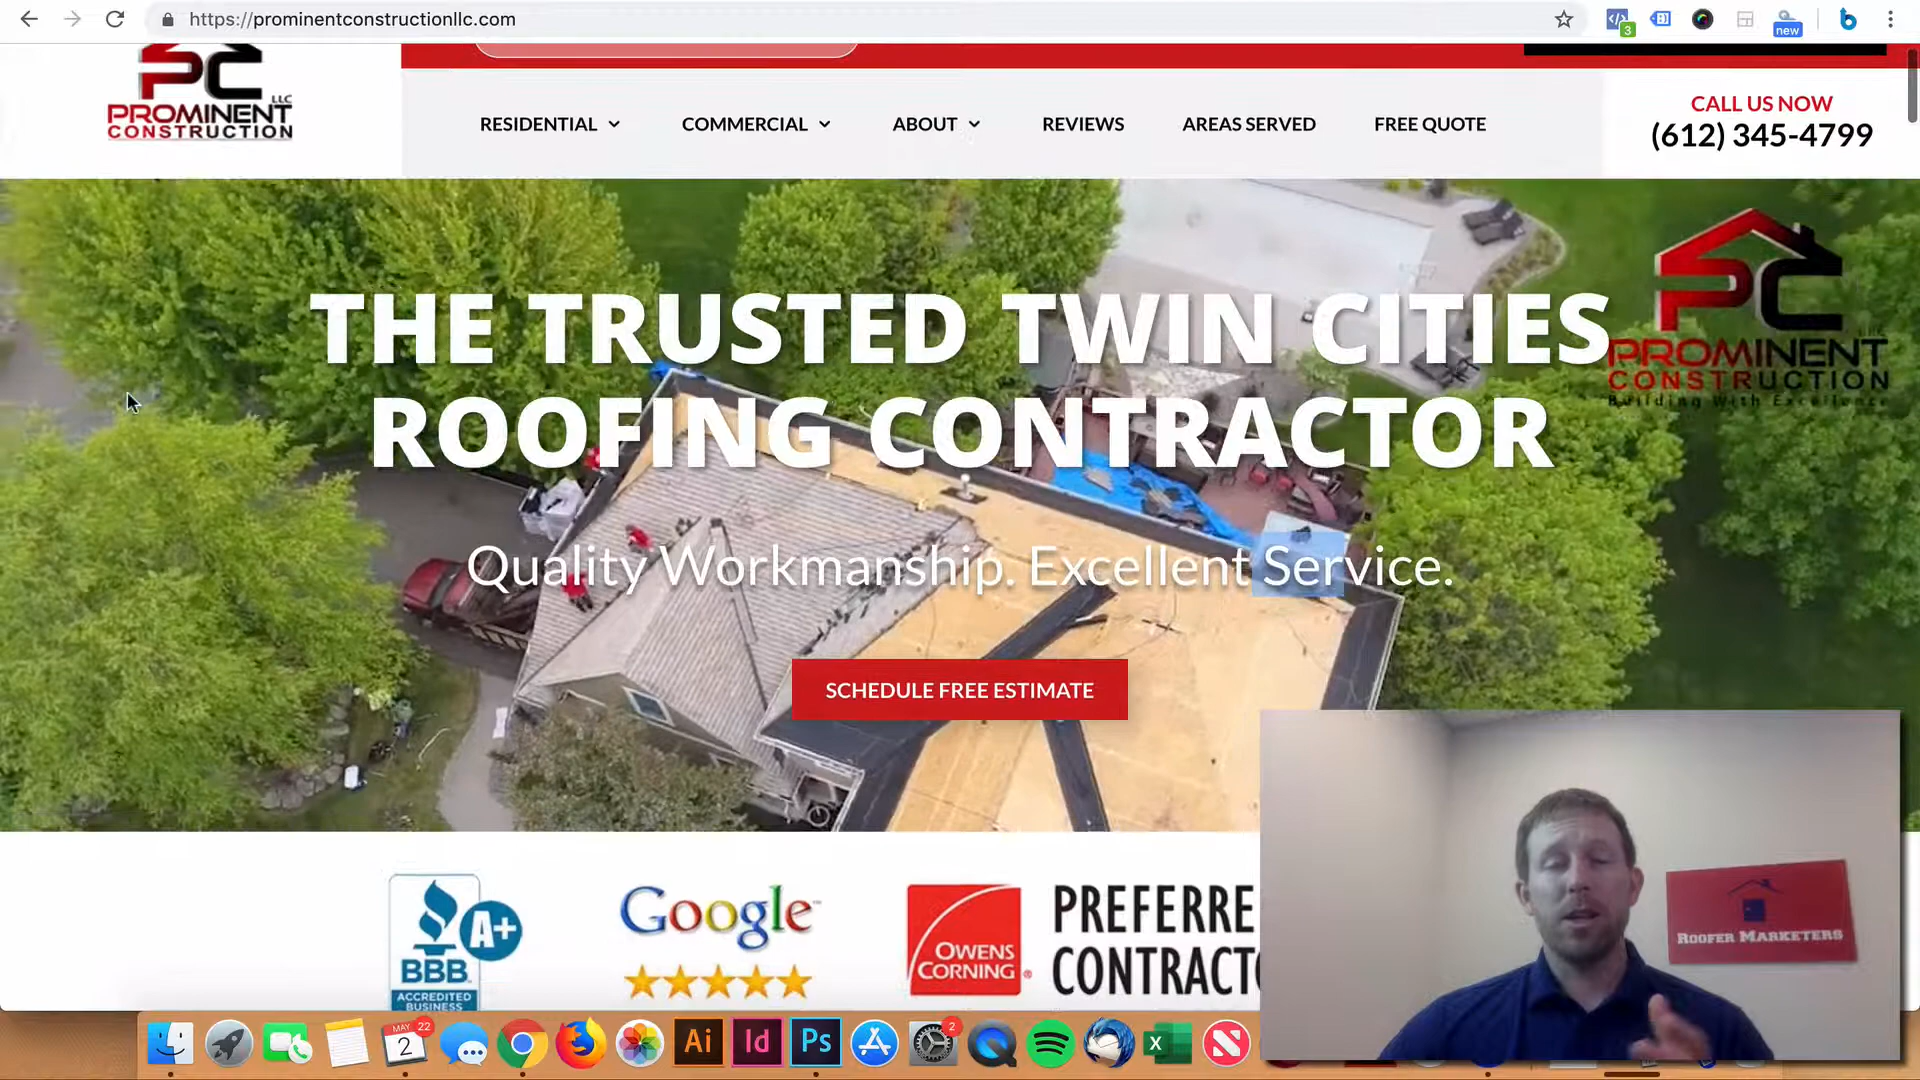 https://prominentconstructionllc.com
3
new
PC
LLC
PROMINENT
CONSTRUCTION
RESIDENTIAL
COMMERCIAL
ABOUT
REVIEWS
AREAS SERVED
FREE QUOTE
CALL US NOW
(612) 345-4799
THE TRUSTED TWIN CITIES
ROOFING CONTRACTOR
PC
PROMINENT
CONSTRUCTION
Building With Excellence
Quality Workmanship. Excellent Service.
SCHEDULE FREE ESTIMATE
BBB
A+
ACCREDITED
BUSINESS
Google
OWENS
CORNING
PREFERRE
CONTRACT
ROOFER MARKETERS
MAY
2
22
Ai
Id
Ps
2
X
N